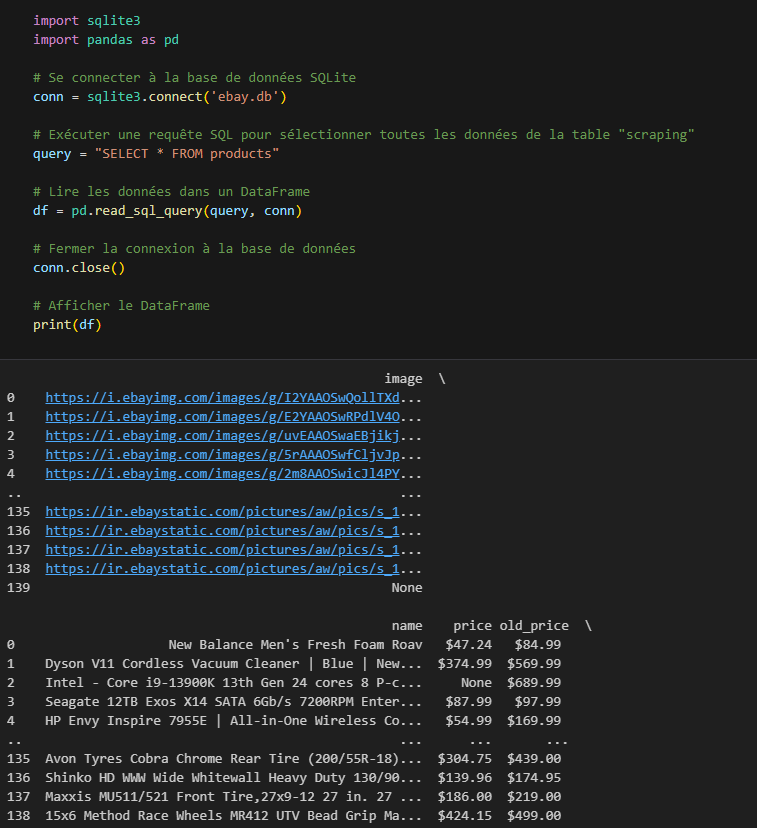 import sqlite3
import pandas as pd
# Se connecter à la base de données SQLite
conn = sqlite3.connect('ebay.db')
# Exécuter une requête SQL pour sélectionner toutes les données de la table "scraping"
query = "SELECT * FROM products"
# Lire les données dans un DataFrame
df = pd.read_sql_query(query, conn)
# Fermer la connexion à la base de données
conn.close()
# Afficher le DataFrame
print(df)
image \
0 https://i.ebayimg.com/images/g/I2YAAOSwQollTXd...
1 https://i.ebayimg.com/images/g/E2YAAOSwRPdlV4O...
2 https://i.ebayimg.com/images/g/uvEAAOSwaEBjikj...
3 https://i.ebayimg.com/images/g/5rAAAOSwfCljvJp...
4 https://i.ebayimg.com/images/g/2m8AAOSwicJl4PY...
.. ...
135 https://ir.ebaystatic.com/pictures/aw/pics/s_1...
136 https://ir.ebaystatic.com/pictures/aw/pics/s_1...
137 https://ir.ebaystatic.com/pictures/aw/pics/s_1...
138 https://ir.ebaystatic.com/pictures/aw/pics/s_1...
139 None
name price old_price \
0 New Balance Men's Fresh Foam Roav $47.24 $84.99
1 Dyson V11 Cordless Vacuum Cleaner | Blue | New... $374.99 $569.99
2 Intel - Core i9-13900K 13th Gen 24 cores 8 P-c... None $689.99
3 Seagate 12TB Exos X14 SATA 6Gb/s 7200RPM Enter... $87.99 $97.99
4 HP Envy Inspire 7955E | All-in-One Wireless Co... $54.99 $169.99
.. ... ... ...
135 Avon Tyres Cobra Chrome Rear Tire (200/55R-18)... $304.75 $439.00
136 Shinko HD WWW Wide Whitewall Heavy Duty 130/90... $139.96 $174.95
137 Maxxis MU511/521 Front Tire,27x9-12 27 in. 27 ... $186.00 $219.00
138 15x6 Method Race Wheels MR412 UTV Bead Grip Ma... $424.15 $499.00